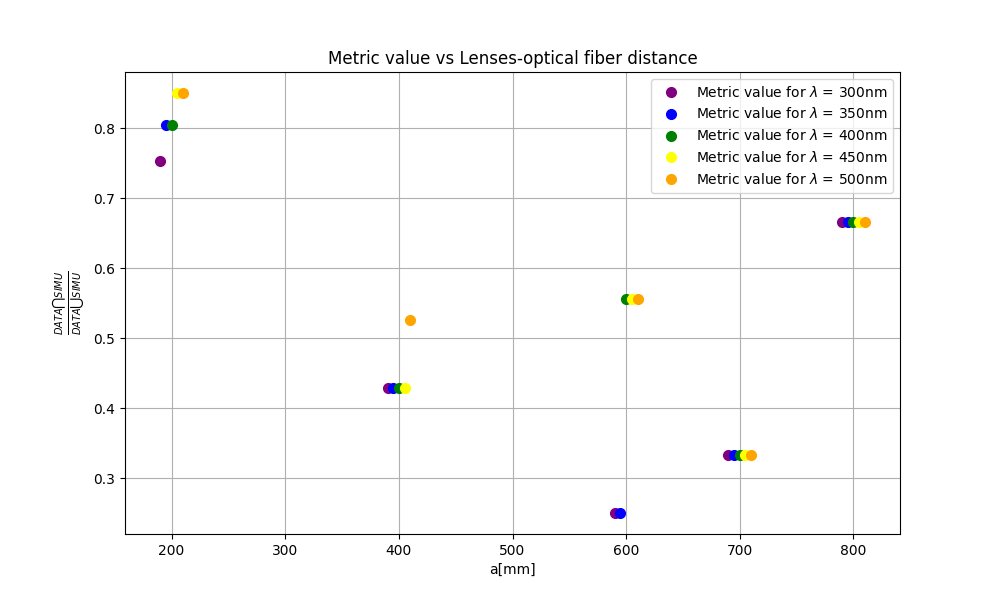 Metric value vs Lenses-optical fiber distance
Metric value for λ = 300nm
Metric value for λ = 350nm
Metric value for λ = 400nm
Metric value for λ = 450nm
Metric value for λ = 500nm
0.8
0.7
0.6
0.5
0.4
0.3
DATA⋂SIMU
DATA⋃SIMU
200 300 400 500 600 700 800
a[mm]